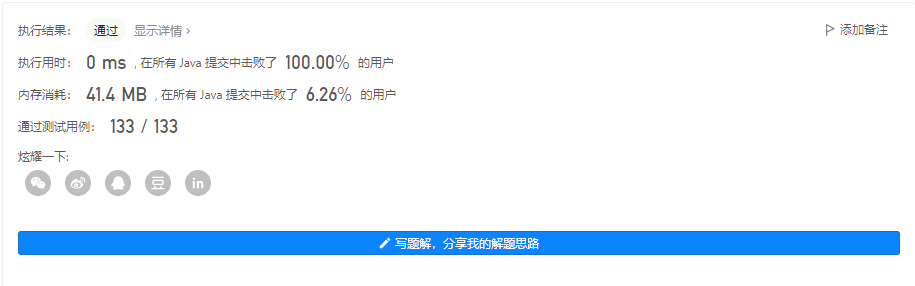 执行结果： 通过 显示详情 › 添加备注
执行用时： 0 ms , 在所有 Java 提交中击败了 100.00% 的用户
内存消耗： 41.4 MB , 在所有 Java 提交中击败了 6.26% 的用户
通过测试用例： 133 / 133
炫耀一下:
豆 in
写题解，分享我的解题思路